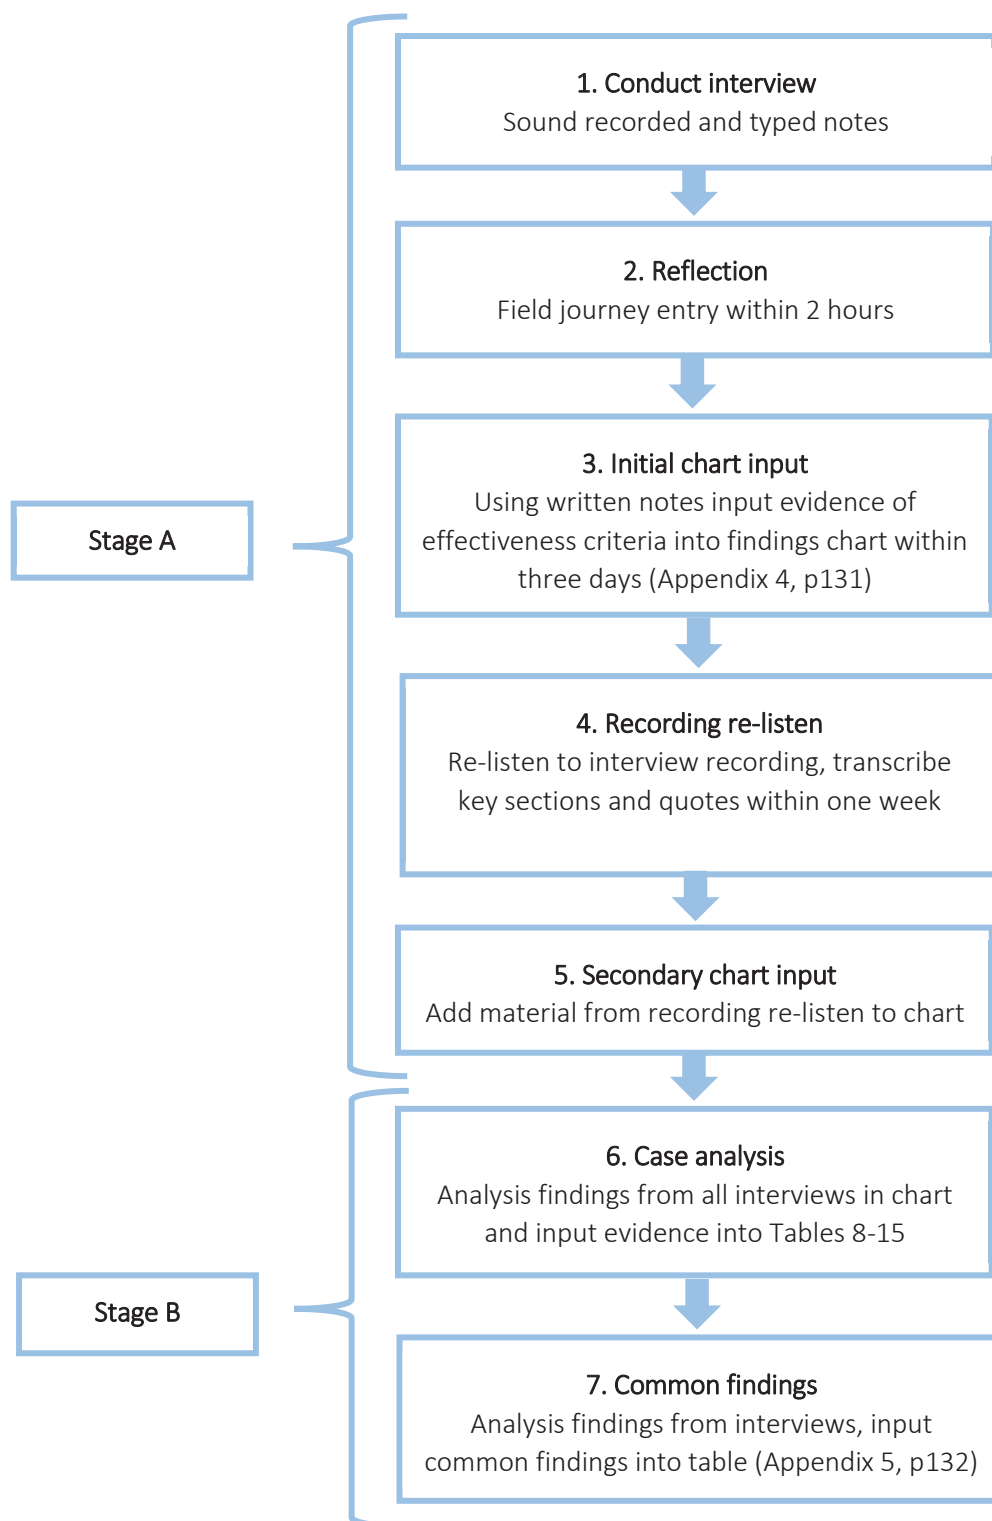 1. Conduct interview
Sound recorded and typed notes
2. Reflection
Field journey entry within 2 hours
3. Initial chart input
Using written notes input evidence of
effectiveness criteria into findings chart within
three days (Appendix 4, p131)
Stage A
4. Recording re-listen
Re-listen to interview recording, transcribe
key sections and quotes within one week
5. Secondary chart input
Add material from recording re-listen to chart
6. Case analysis
Analysis findings from all interviews in chart
and input evidence into Tables 8-15
Stage B
7. Common findings
Analysis findings from interviews, input
common findings into table (Appendix 5, p132)